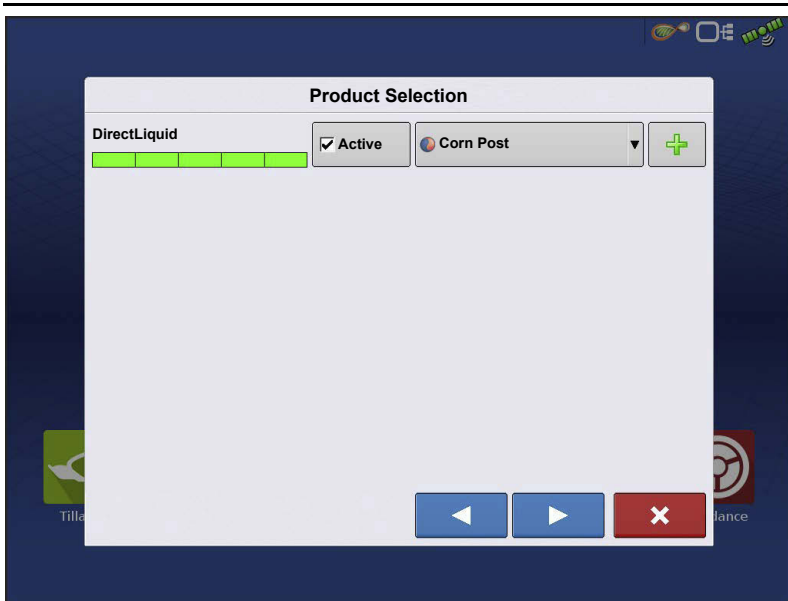 Product Selection
DirectLiquid
Active
Corn Post
Tilla
dance